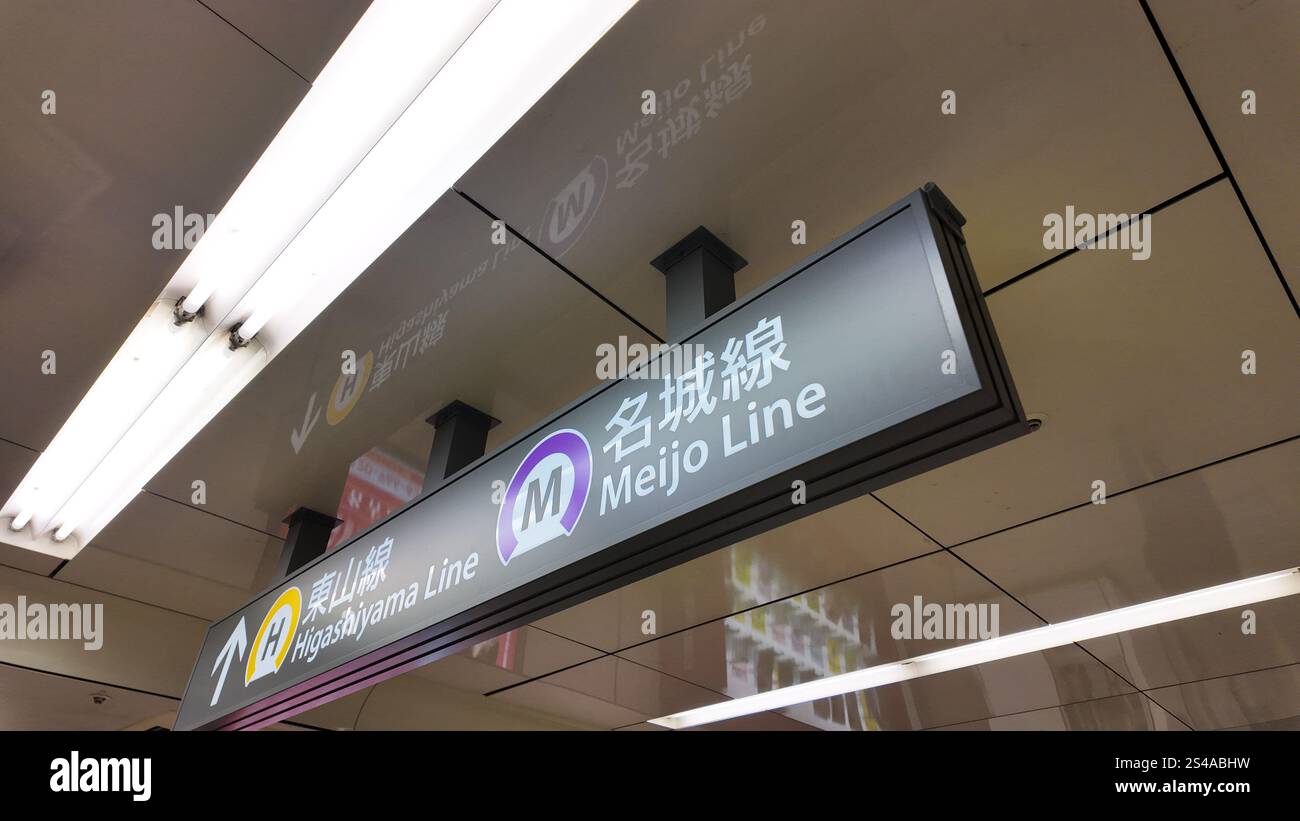 名城線
Meijo Line
M
東山線
Higashiyama Line
H
alamy
Image ID: 2S4ABHW
www.alamy.com